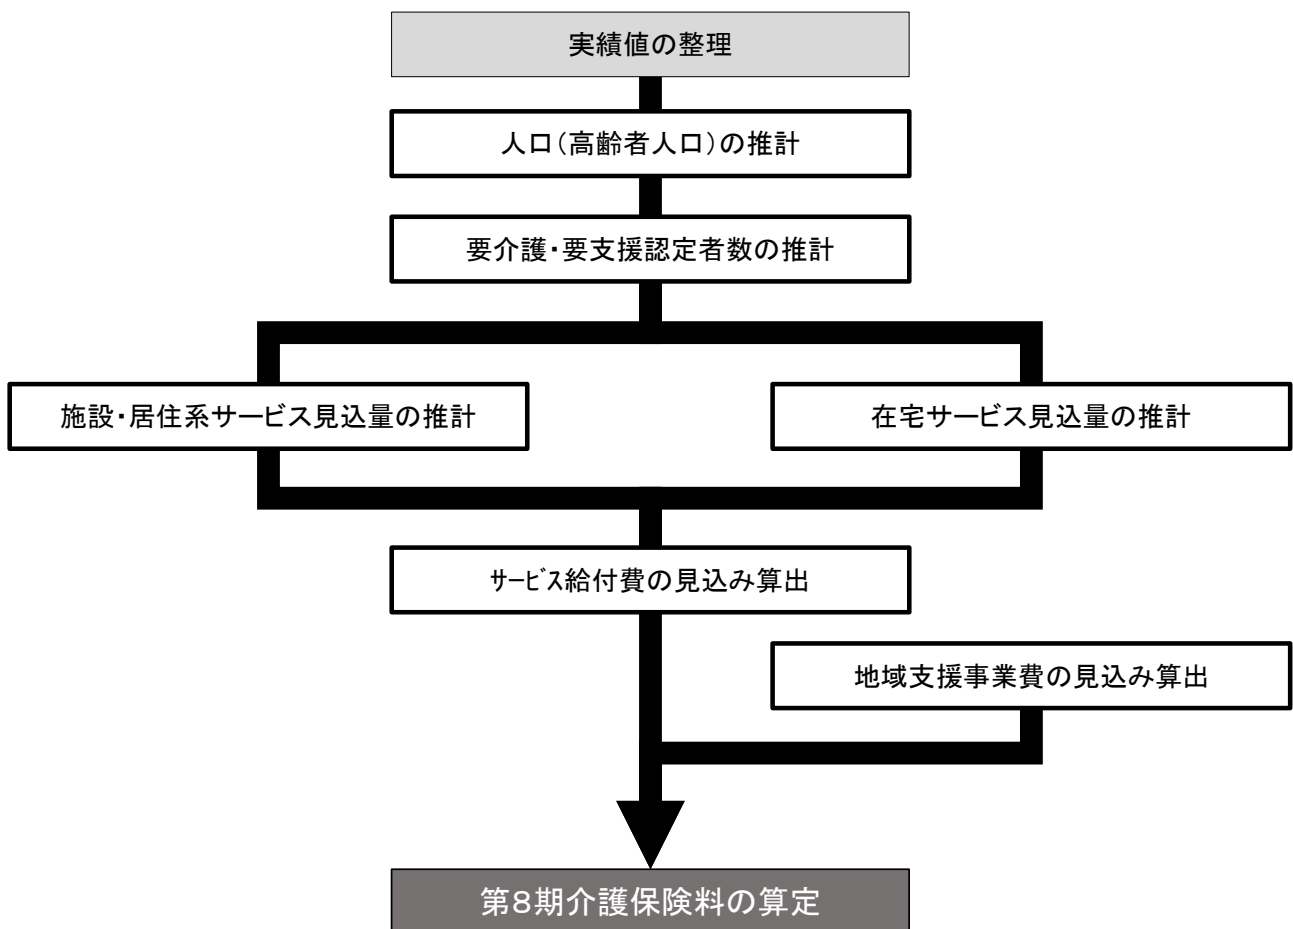 実績値の整理
人口(高齢者人口)の推計
要介護・要支援認定者数の推計
施設・居住系サービス見込量の推計
在宅サービス見込量の推計
ｻｰﾋﾞｽ給付費の見込み算出
地域支援事業費の見込み算出
第８期介護保険料の算定